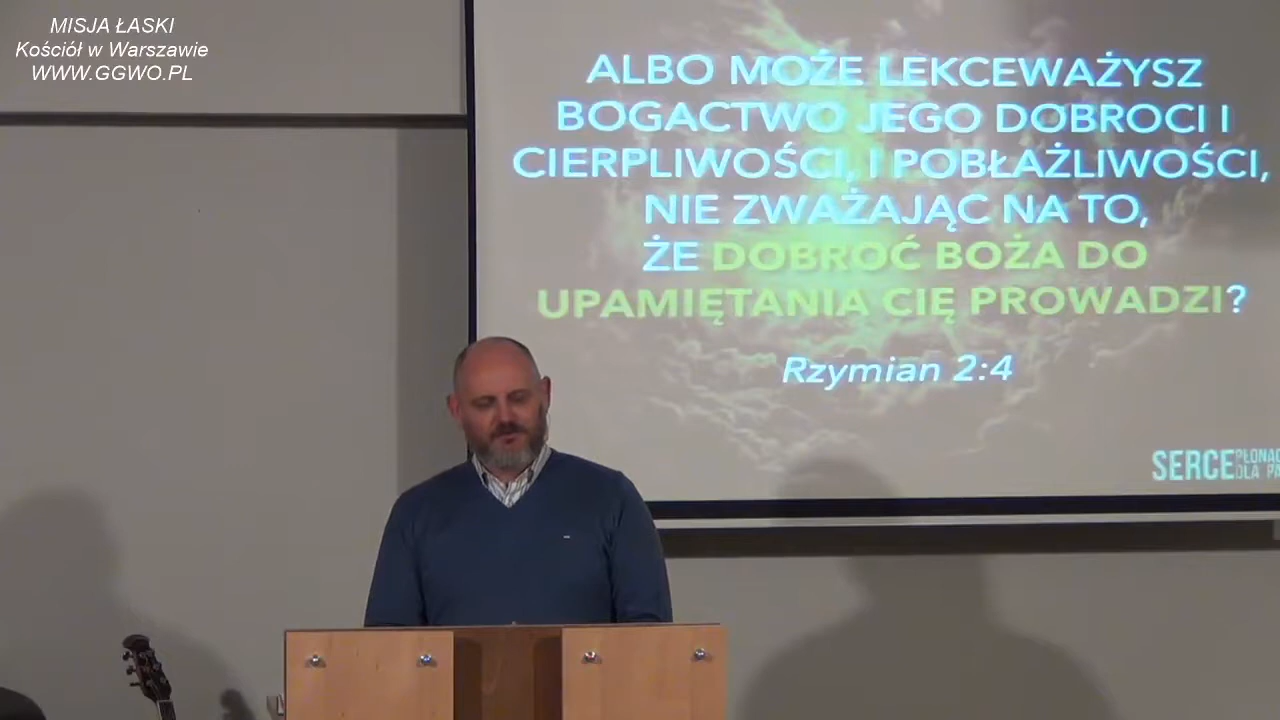 MISJA ŁASKI
Kościół w Warszawie
WWW.GGWO.PL
ALBO MOŻE LEKCEWAŻYSZ
BOGACTWO JEGO DOBROCI I
CIERPLIWOŚCI, I POBŁAŻLIWOŚCI,
NIE ZWAŻAJĄC NA TO,
ŻE DOBROĆ BOŻA DO
UPAMIĘTANIA CIĘ PROWADZI?
Rzymian 2:4
SERCE
DLA